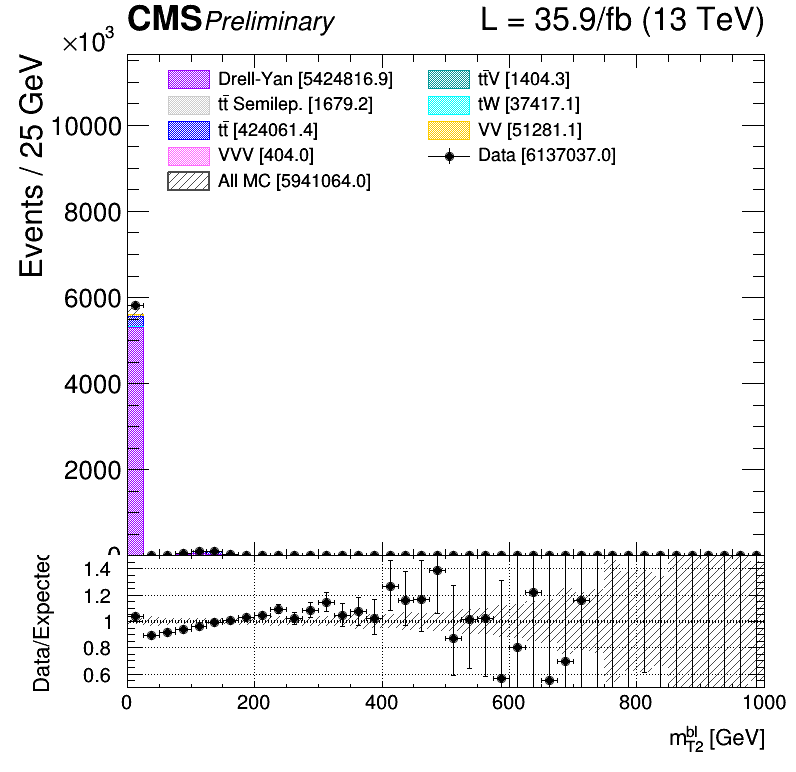 CMS Preliminary L = 35.9/fb (13 TeV)
×10³
Events / 25 GeV
Drell-Yan [5424816.9]
tt̄ Semilep. [1679.2]
tt̄ [424061.4]
VVV [404.0]
All MC [5941064.0]
tt̄V [1404.3]
tW [37417.1]
VV [51281.1]
Data [6137037.0]
10000
8000
6000
4000
2000
0
Data/Expected
1.4
1.2
1
0.8
0.6
0 200 400 600 800 1000
m_T2^bl [GeV]